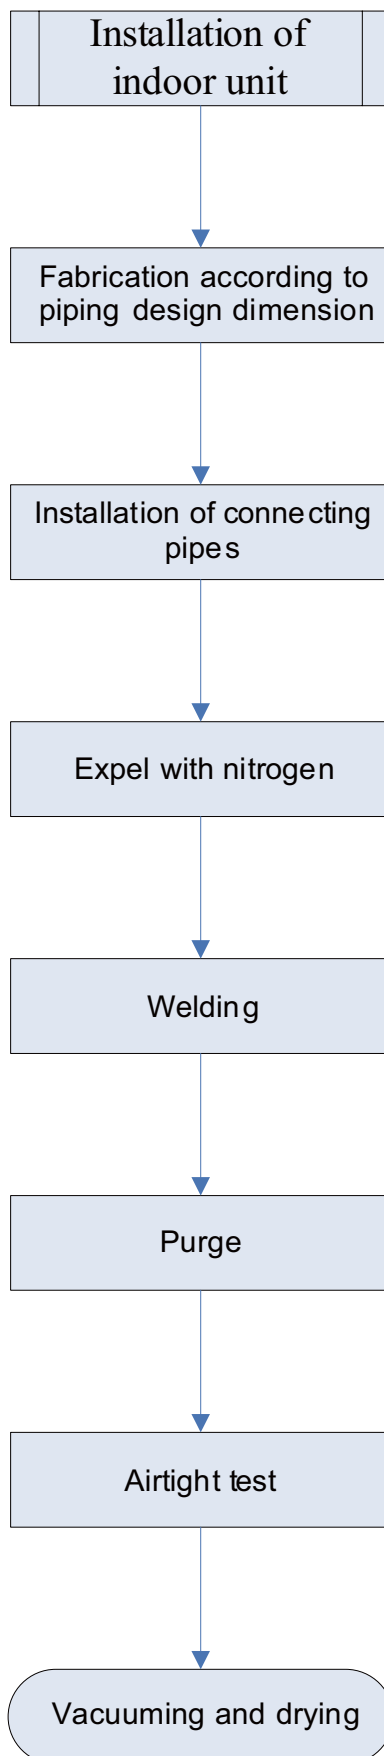 Installation of
indoor unit
Fabrication according to
piping design dimension
Installation of connecting
pipes
Expel with nitrogen
Welding
Purge
Airtight test
Vacuuming and drying